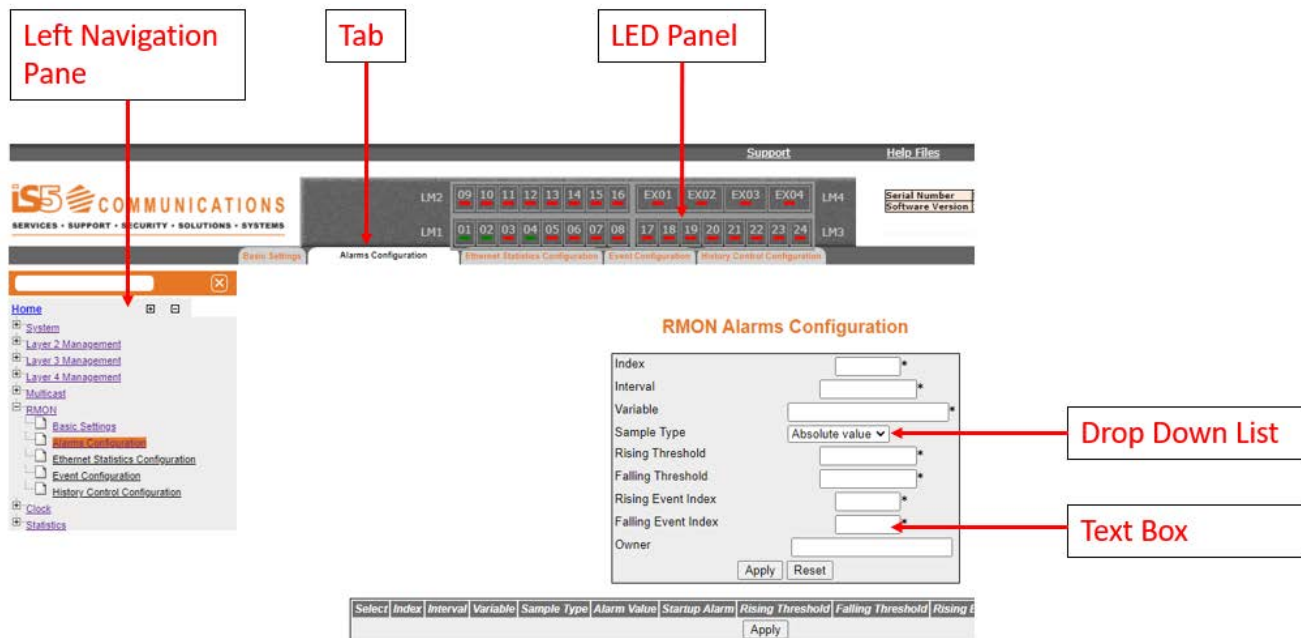 Left Navigation
Pane
Tab
LED Panel
Support
Help Files
iS5 COMMUNICATIONS
SERVICES • SUPPORT • SECURITY • SOLUTIONS • SYSTEMS
LM2 09 10 11 12 13 14 15 16 EX01 EX02 EX03 EX04 LM4
LM1 01 02 03 04 05 06 07 08 17 18 19 20 21 22 23 24 LM3
Serial Number
Software Version
Basic Settings
Alarms Configuration
Ethernet Statistics Configuration
Event Configuration
History Control Configuration
Home
System
Layer 2 Management
Layer 3 Management
Layer 4 Management
Multicast
RMON
Basic Settings
Alarms Configuration
Ethernet Statistics Configuration
Event Configuration
History Control Configuration
Clock
Statistics
RMON Alarms Configuration
Index *
Interval *
Variable *
Sample Type Absolute value
Rising Threshold *
Falling Threshold *
Rising Event Index *
Falling Event Index *
Owner
Apply Reset
Drop Down List
Text Box
Select Index Interval Variable Sample Type Alarm Value Startup Alarm Rising Threshold Falling Threshold Rising
Apply